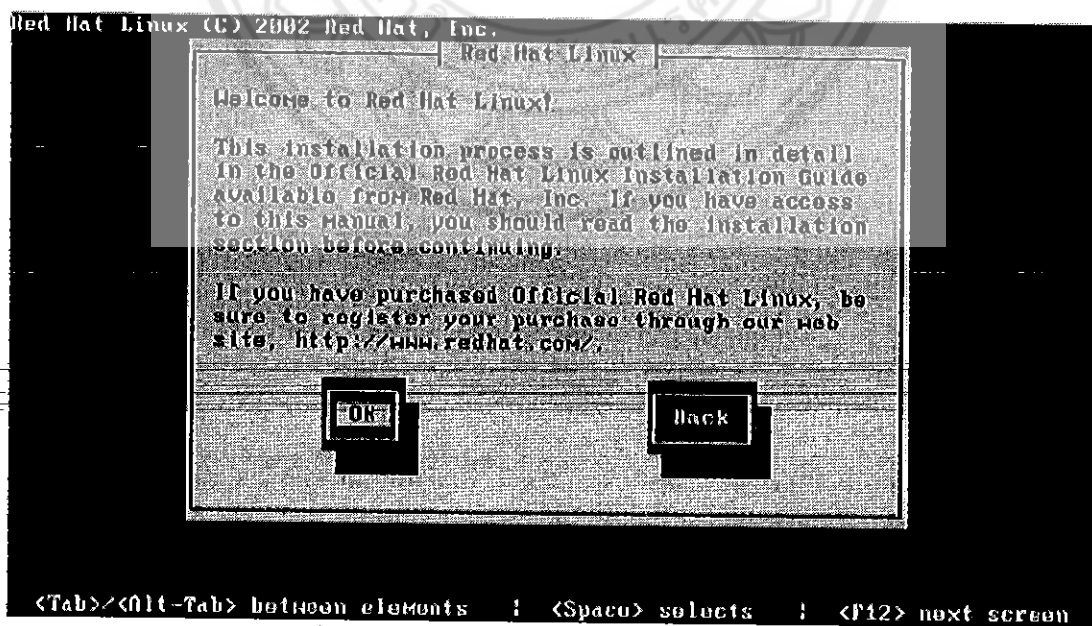 Red Hat Linux (C) 2002 Red Hat, Inc.
Red Hat Linux
Welcome to Red Hat Linux!
This installation process is outlined in detail
in the Official Red Hat Linux Installation Guide
available from Red Hat, Inc. If you have access
to this manual, you should read the installation
section before continuing.
If you have purchased Official Red Hat Linux, be
sure to register your purchase through our web
site, http://www.redhat.com/.
OK Back
<Tab>/<Alt-Tab> between elements | <Space> selects | <F12> next screen